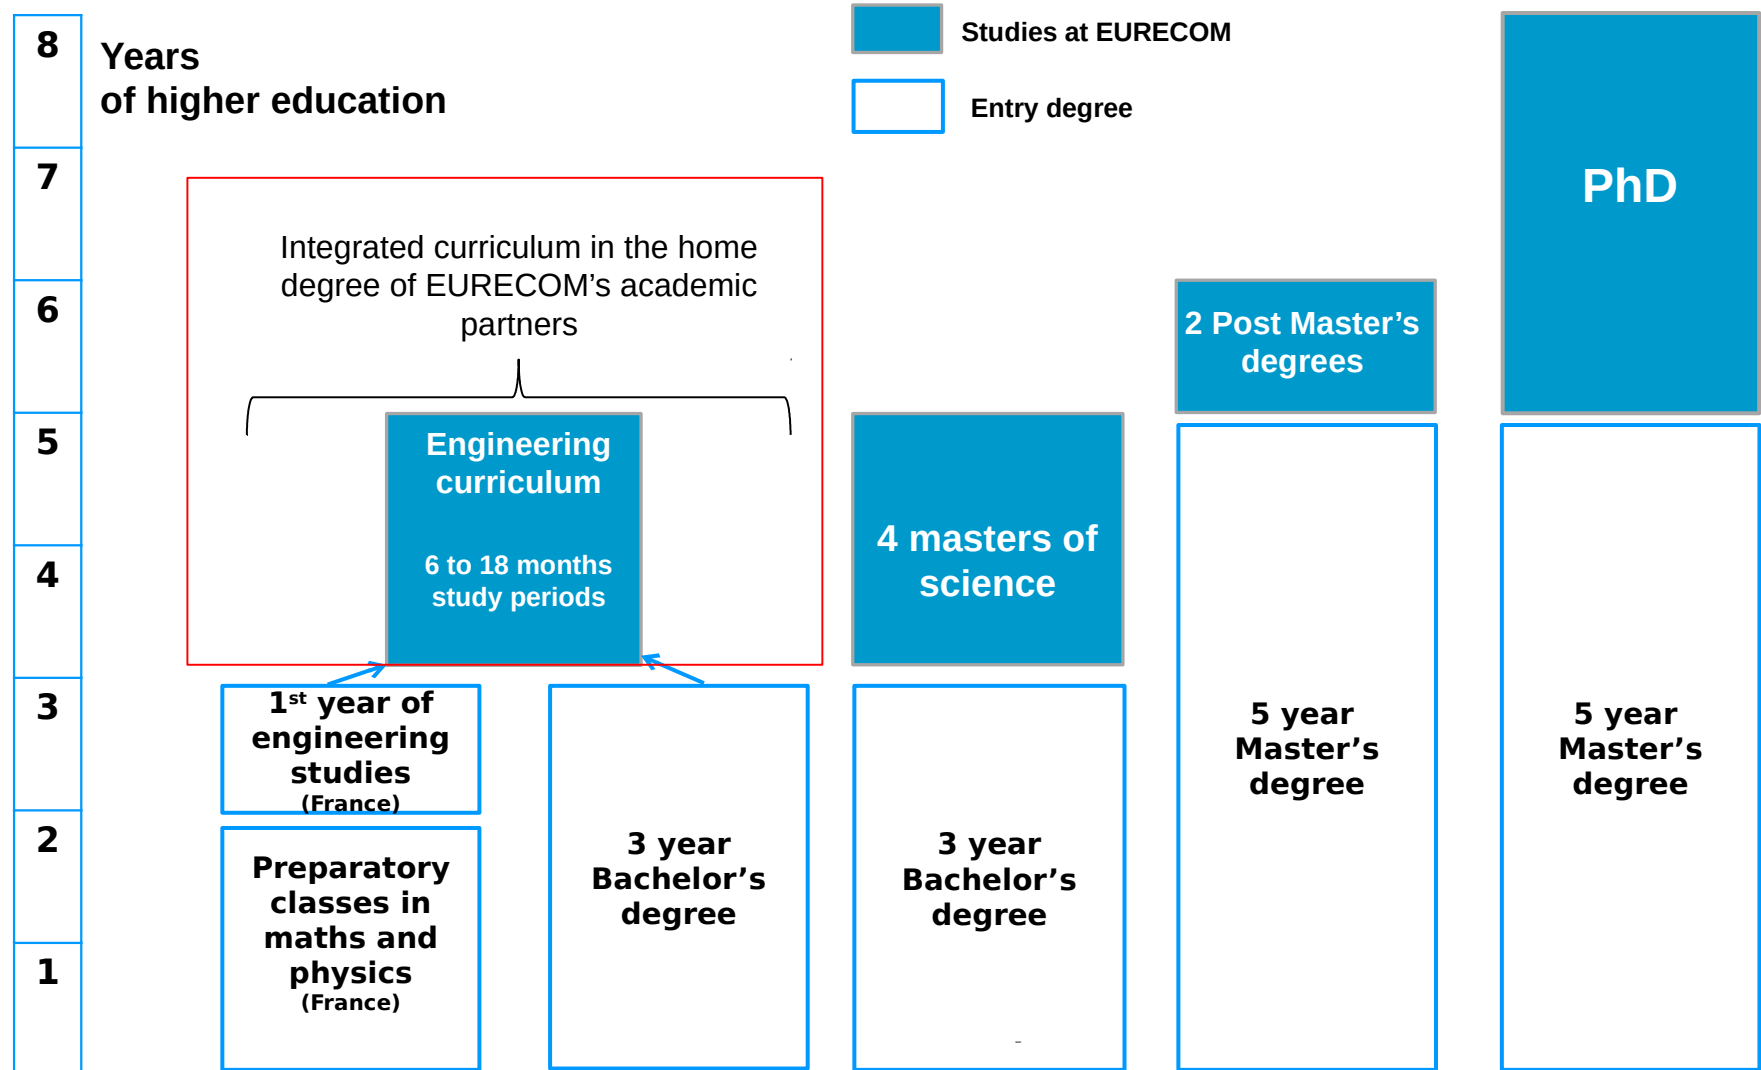 8
7
6
5
4
3
2
1
Years
of higher education
Studies at EURECOM
Entry degree
Integrated curriculum in the home
degree of EURECOM’s academic
partners
Engineering
curriculum
6 to 18 months
study periods
1st year of
engineering
studies
(France)
Preparatory
classes in
maths and
physics
(France)
3 year
Bachelor’s
degree
4 masters of
science
3 year
Bachelor’s
degree
2 Post Master’s
degrees
5 year
Master’s
degree
PhD
5 year
Master’s
degree